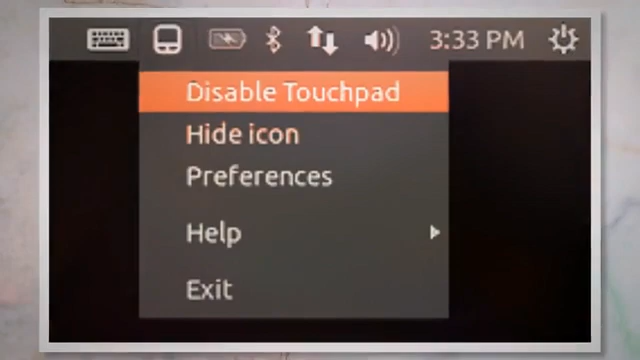 3:33 PM
Disable Touchpad
Hide icon
Preferences
Help
Exit